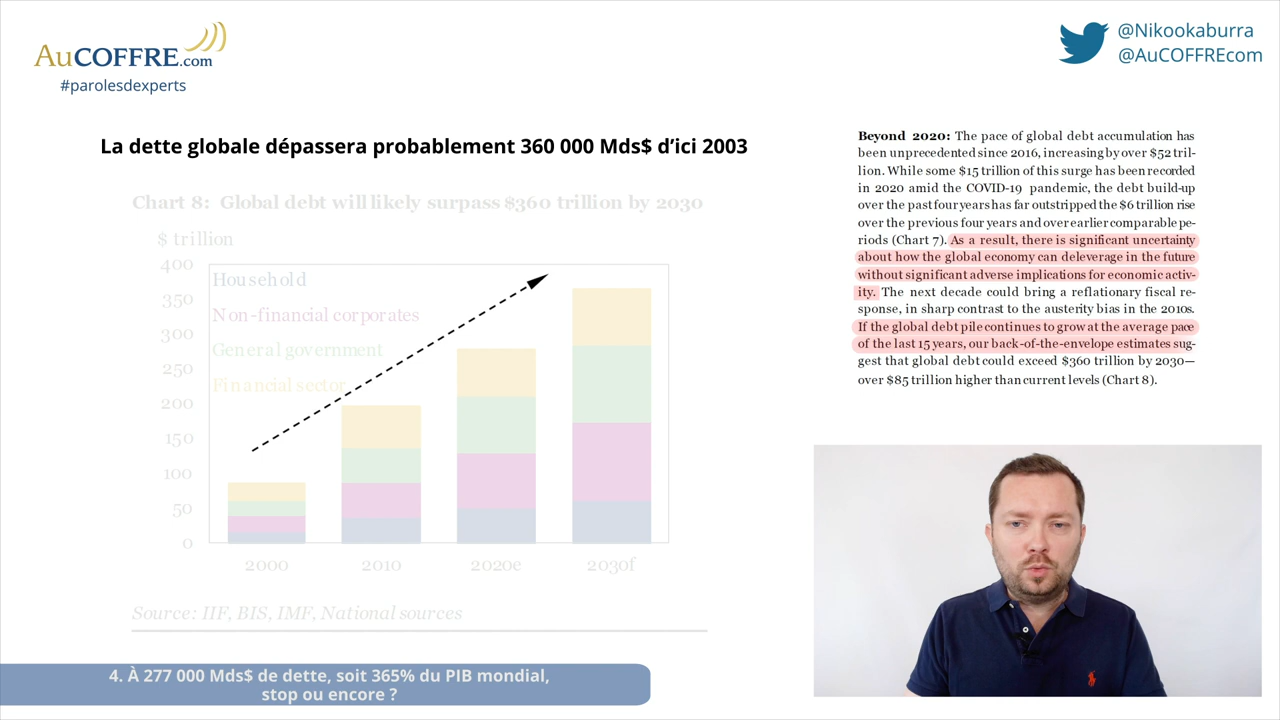 AuCOFFRE.com
#parolesdexperts
@Nikookaburra
@AuCOFFREcom
La dette globale dépassera probablement 360 000 Mds$ d’ici 2003
Chart 8: Global debt will likely surpass $360 trillion by 2030
$ trillion
400
350
300
250
200
150
100
50
0
Household
Non-financial corporates
General government
Financial sector
2000 2010 2020e 2030f
Source: IIF, BIS, IMF, National sources
Beyond 2020: The pace of global debt accumulation has
been unprecedented since 2016, increasing by over $52 tril-
lion. While some $15 trillion of this surge has been recorded
in 2020 amid the COVID-19 pandemic, the debt build-up
over the past four years has far outstripped the $6 trillion rise
over the previous four years and over earlier comparable pe-
riods (Chart 7). As a result, there is significant uncertainty
about how the global economy can deleverage in the future
without significant adverse implications for economic activ-
ity. The next decade could bring a reflationary fiscal re-
sponse, in sharp contrast to the austerity bias in the 2010s.
If the global debt pile continues to grow at the average pace
of the last 15 years, our back-of-the-envelope estimates sug-
gest that global debt could exceed $360 trillion by 2030—
over $85 trillion higher than current levels (Chart 8).
4. À 277 000 Mds$ de dette, soit 365% du PIB mondial,
stop ou encore ?